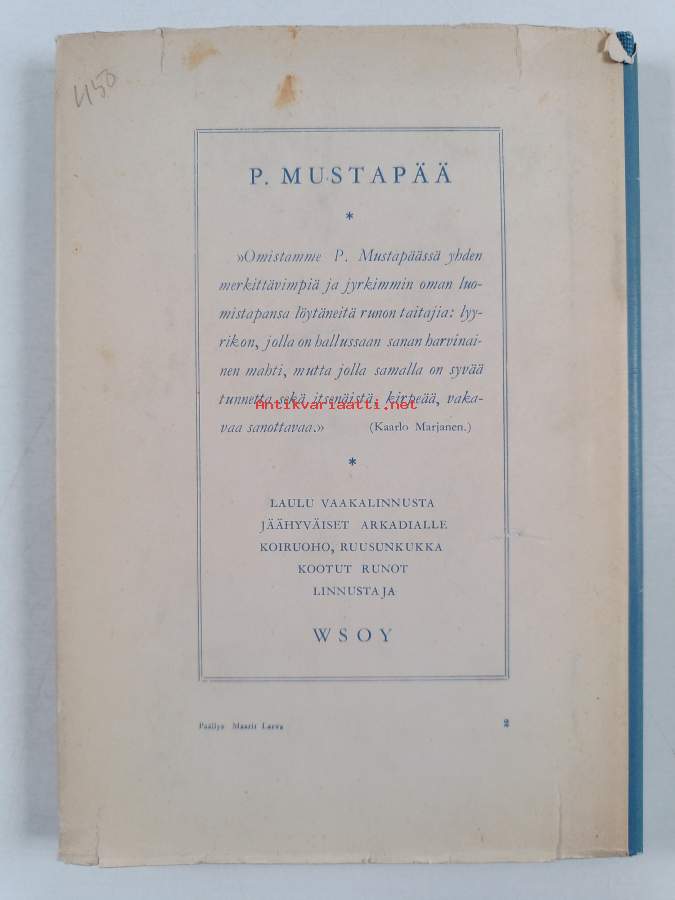 450
P. MUSTAPÄÄ
*
»Omistamme P. Mustapäässä yhden
merkittävimpiä ja jyrkimmin oman luo-
mistapansa löytäneitä runon taitajia: lyy-
rikon, jolla on hallussaan sanan harvinai-
nen mahti, mutta jolla samalla on syvää
tunnetta sekä itsenäistä, kirpeää, vaka-
Antikvariaatti.net
vaa sanottavaa.» (Kaarlo Marjanen.)
*
LAULU VAAKALINNUSTA
JÄÄHYVÄISET ARKADIALLE
KOIRUOHO, RUUSUNKUKKA
KOOTUT RUNOT
LINNUSTAJA
WSOY
Päällys Maarit 2